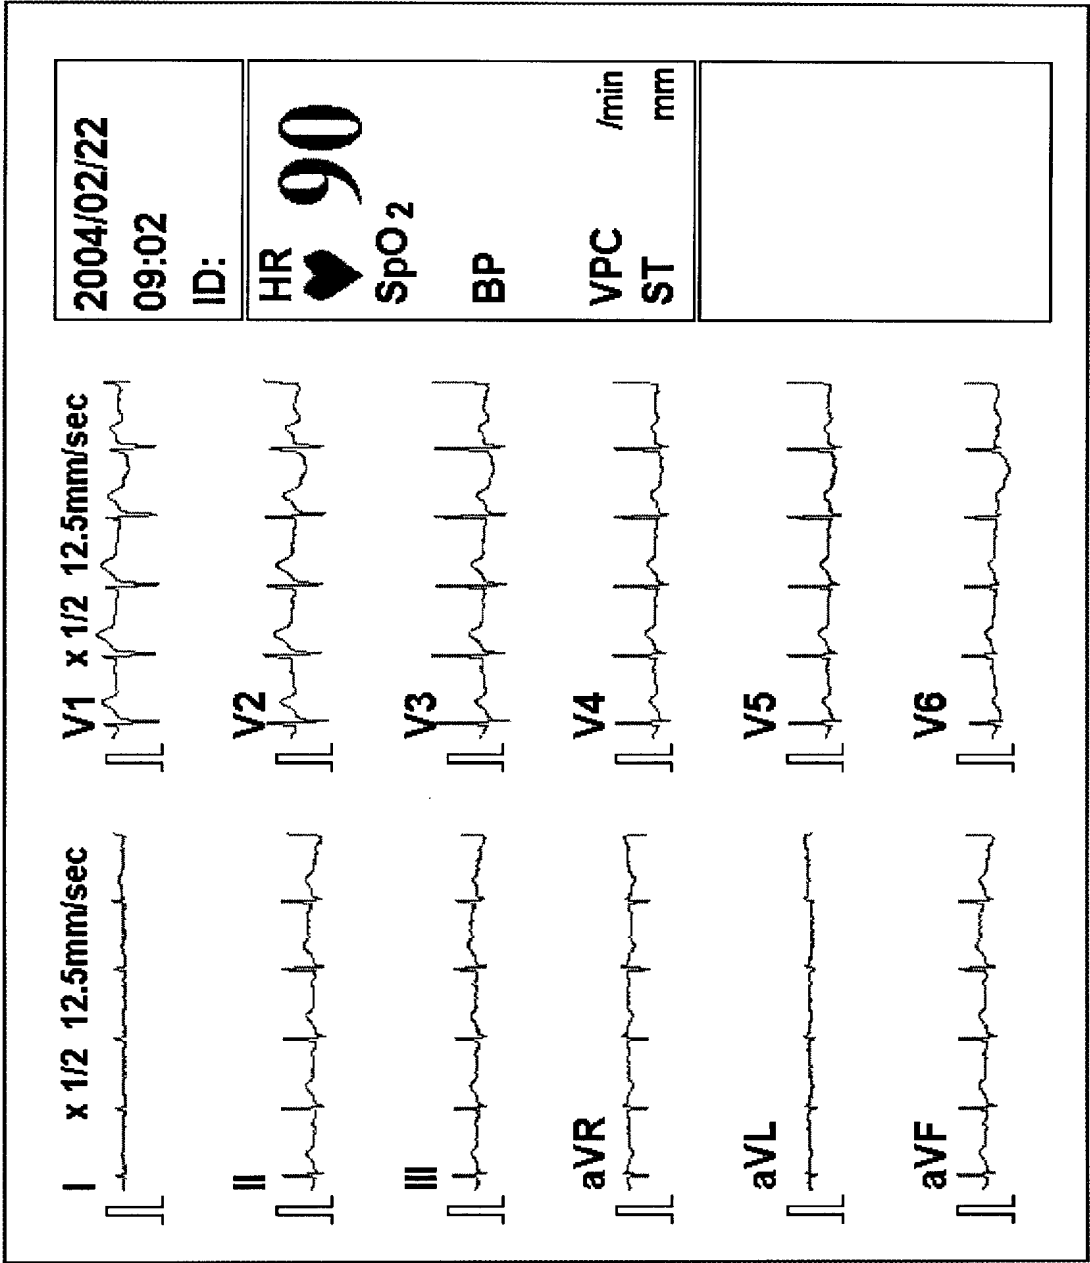 I x 1/2 12.5mm/sec
II
III
aVR
aVL
aVF
V1 x 1/2 12.5mm/sec
V2
V3
V4
V5
V6
2004/02/22
09:02
ID:
HR
90
SpO2
BP
VPC /min
ST mm